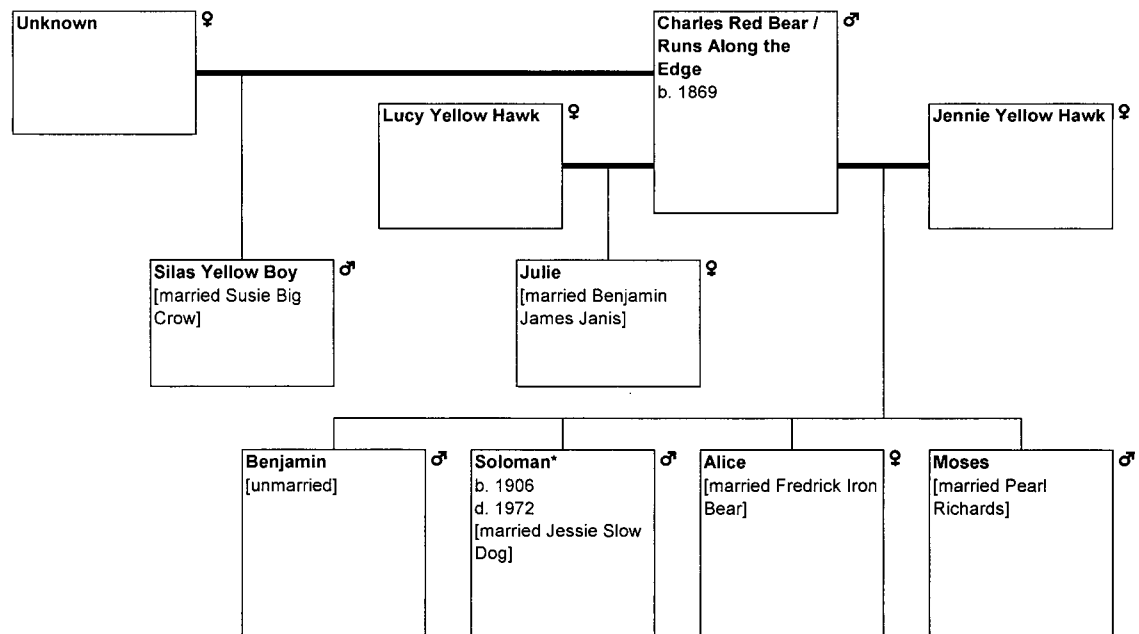 Unknown
♀
Charles Red Bear /
Runs Along the
Edge
b. 1869
♂
Lucy Yellow Hawk
♀
Jennie Yellow Hawk
♀
Silas Yellow Boy
[married Susie Big
Crow]
♂
Julie
[married Benjamin
James Janis]
♀
Benjamin
[unmarried]
♂
Soloman*
b. 1906
d. 1972
[married Jessie Slow
Dog]
♂
Alice
[married Fredrick Iron
Bear]
♀
Moses
[married Pearl
Richards]
♂